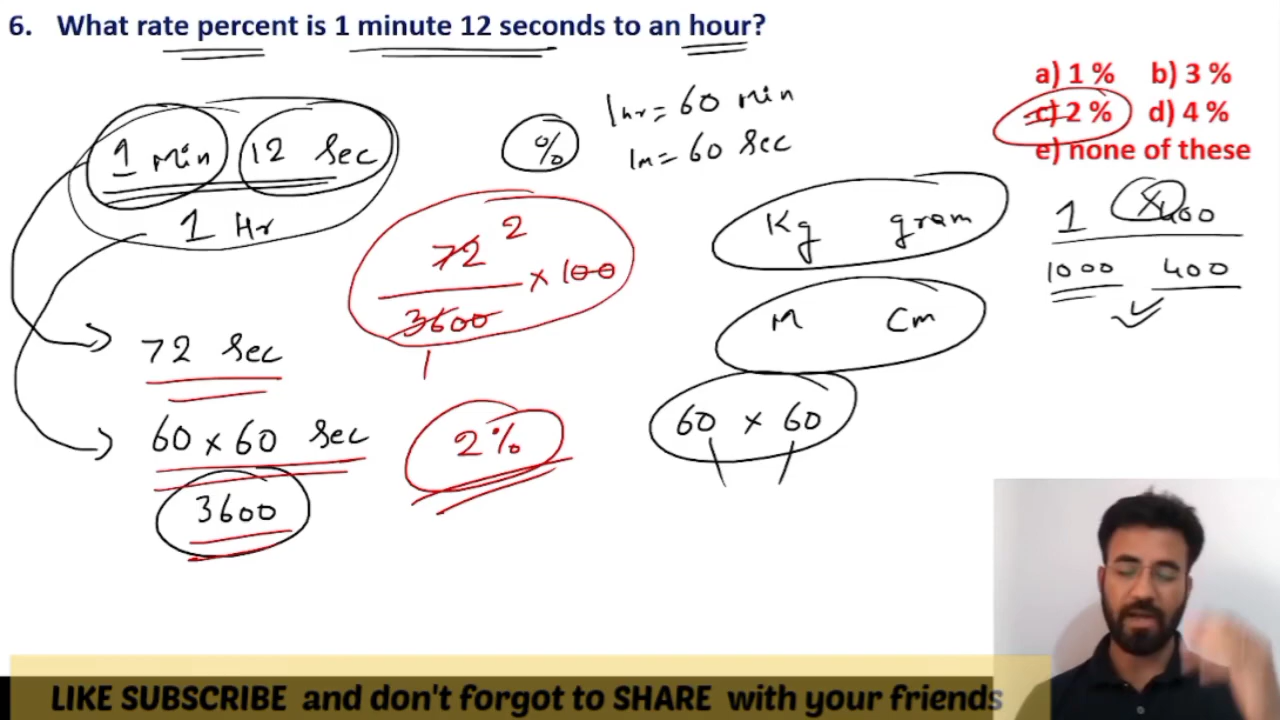 6. What rate percent is 1 minute 12 seconds to an hour?
a) 1 % b) 3 %
c) 2 % d) 4 %
e) none of these
1 Min 12 Sec
1 Hr
%
1hr = 60 Min
1m = 60 Sec
72 2
3600 × 100
1
Kg gram
M Cm
60 × 60
1 400
1000 400
72 Sec
60 × 60 Sec
3600
2%
LIKE SUBSCRIBE and don't forgot to SHARE with your friends